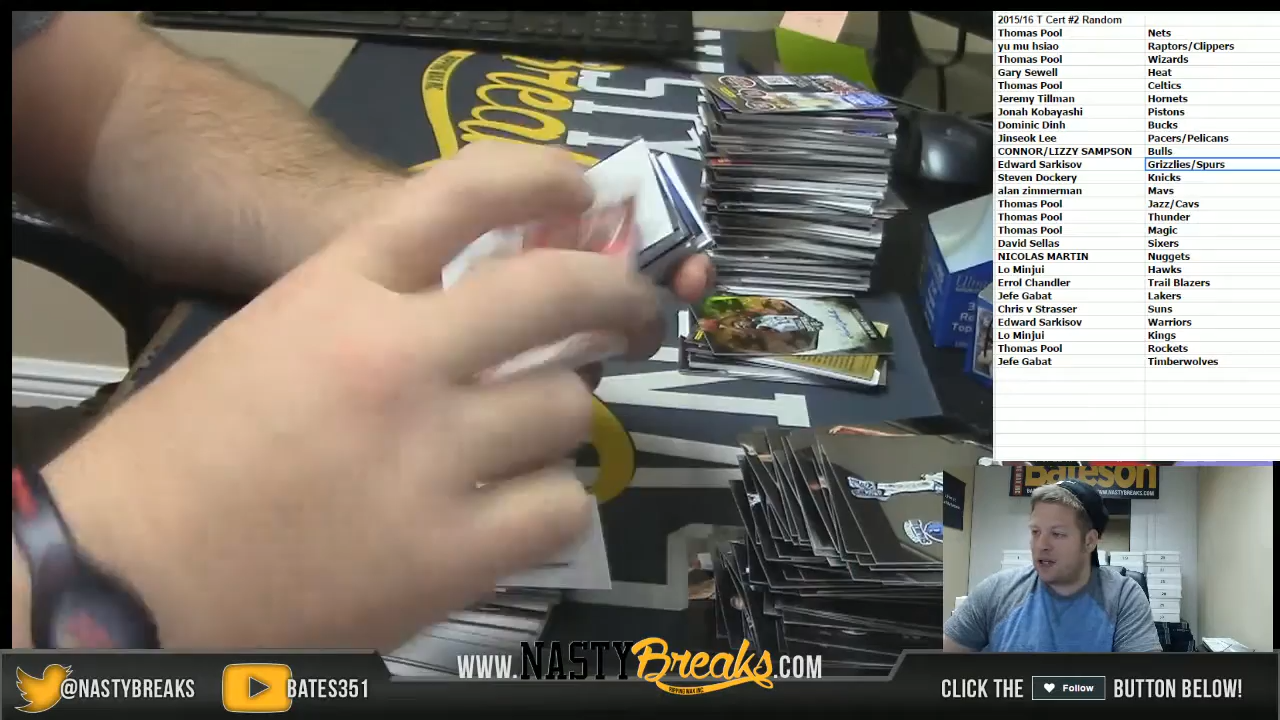 2015/16 T Cert #2 Random
Thomas Pool Nets
yu mu hsiao Raptors/Clippers
Thomas Pool Wizards
Gary Sewell Heat
Thomas Pool Celtics
Jeremy Tillman Hornets
Jonah Kobayashi Pistons
Dominic Dinh Bucks
Jinseok Lee Pacers/Pelicans
CONNOR/LIZZY SAMPSON Bulls
Edward Sarkisov Grizzlies/Spurs
Steven Dockery Knicks
alan zimmerman Mavs
Thomas Pool Jazz/Cavs
Thomas Pool Thunder
Thomas Pool Magic
David Sellas Sixers
NICOLAS MARTIN Nuggets
Lo Minjui Hawks
Errol Chandler Trail Blazers
Jefe Gabat Lakers
Chris v Strasser Suns
Edward Sarkisov Warriors
Lo Minjui Kings
Thomas Pool Rockets
Jefe Gabat Timberwolves
Bateson
@NASTYBREAKS
BATES351
WWW.NASTYBreaks.COM
RIPPING WAX INC
CLICK THE Follow BUTTON BELOW!